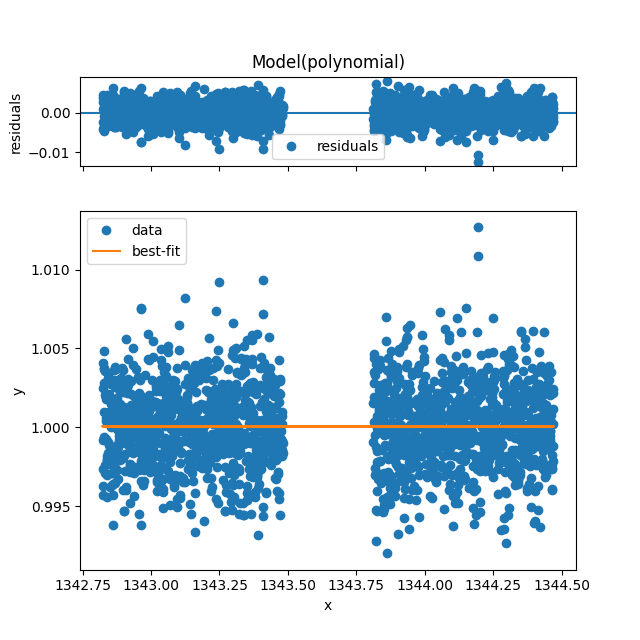 Model(polynomial)
0.00
−0.01
residuals
residuals
data
best-fit
1.010
1.005
1.000
0.995
y
1342.75 1343.00 1343.25 1343.50 1343.75 1344.00 1344.25 1344.50
x